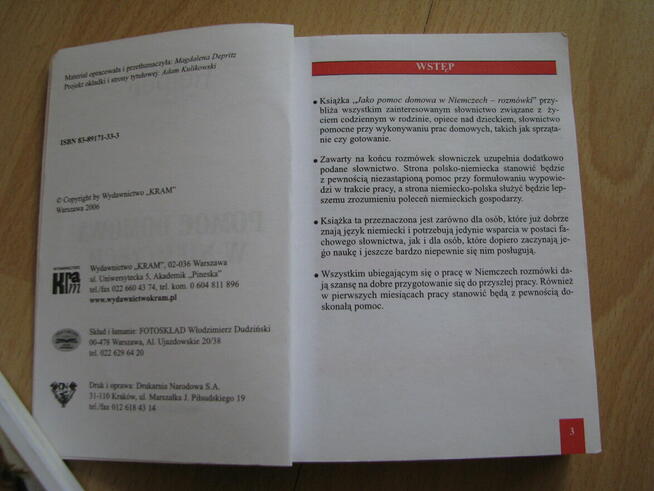 Materiał opracowała i przetłumaczyła: Magdalena Depritz
Projekt okładki i strony tytułowej: Adam Kulikowski
ISBN 83-89171-33-3
© Copyright by Wydawnictwo „KRAM”
Warszawa 2006
WYDAWNICTWO
kram
Wydawnictwo „KRAM”, 02-036 Warszawa
ul. Uniwersytecka 5, Akademik „Pineska”
tel./fax 022 660 43 74, tel. kom. 0 604 811 896
www.wydawnictwokram.pl
Skład i łamanie: FOTOSKŁAD Włodzimierz Dudziński
00-478 Warszawa, Al. Ujazdowskie 20/38
tel. 022 629 64 20
Druk i oprawa: Drukarnia Narodowa S.A.
31-110 Kraków, ul. Marszałka J. Piłsudskiego 19
tel./fax 012 618 43 14
WSTĘP
• Książka „Jako pomoc domowa w Niemczech – rozmówki” przy-
bliża wszystkim zainteresowanym słownictwo związane z ży-
ciem codziennym w rodzinie, opiece nad dzieckiem, słownictwo
pomocne przy wykonywaniu prac domowych, takich jak sprząta-
nie czy gotowanie.
• Zawarty na końcu rozmówek słowniczek uzupełnia dodatkowo
podane słownictwo. Strona polsko-niemiecka stanowić będzie
z pewnością niezastąpioną pomoc przy formułowaniu wypowie-
dzi w trakcie pracy, a strona niemiecko-polska służyć będzie lep-
szemu zrozumieniu poleceń niemieckich gospodarzy.
• Książka ta przeznaczona jest zarówno dla osób, które już dobrze
znają język niemiecki i potrzebują jedynie wsparcia w postaci fa-
chowego słownictwa, jak i dla osób, które dopiero zaczynają je-
go naukę i jeszcze bardzo niepewnie się nim posługują.
• Wszystkim ubiegającym się o pracę w Niemczech rozmówki da-
ją szansę na dobre przygotowanie się do przyszłej pracy. Również
w pierwszych miesiącach pracy stanowić będą z pewnością do-
skonałą pomoc.
3